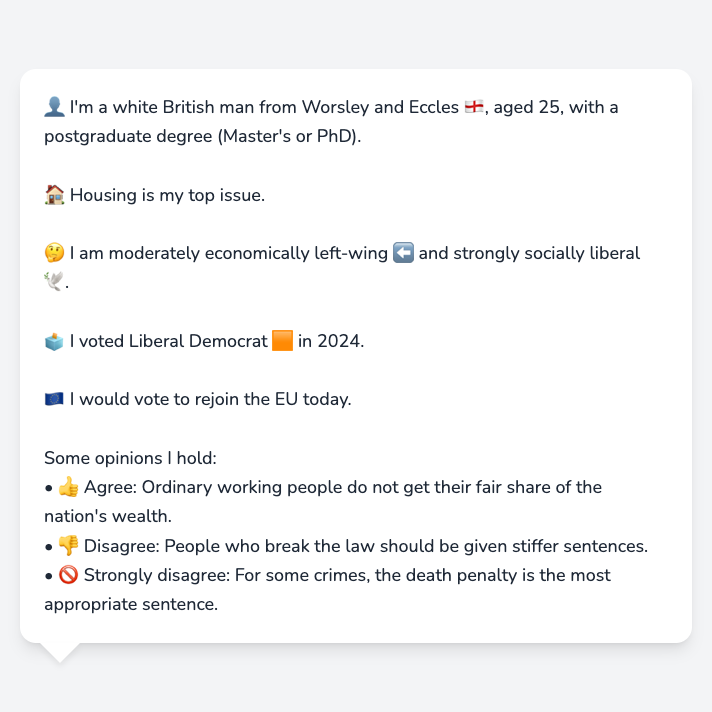 👤 I'm a white British man from Worsley and Eccles 🏴󠁧󠁢󠁥󠁮󠁧󠁿, aged 25, with a
postgraduate degree (Master's or PhD).
🏠 Housing is my top issue.
🤔 I am moderately economically left-wing ⬅️ and strongly socially liberal
🕊️.
🗳️ I voted Liberal Democrat 🟧 in 2024.
🇪🇺 I would vote to rejoin the EU today.
Some opinions I hold:
• 👍 Agree: Ordinary working people do not get their fair share of the
nation's wealth.
• 👎 Disagree: People who break the law should be given stiffer sentences.
• 🚫 Strongly disagree: For some crimes, the death penalty is the most
appropriate sentence.